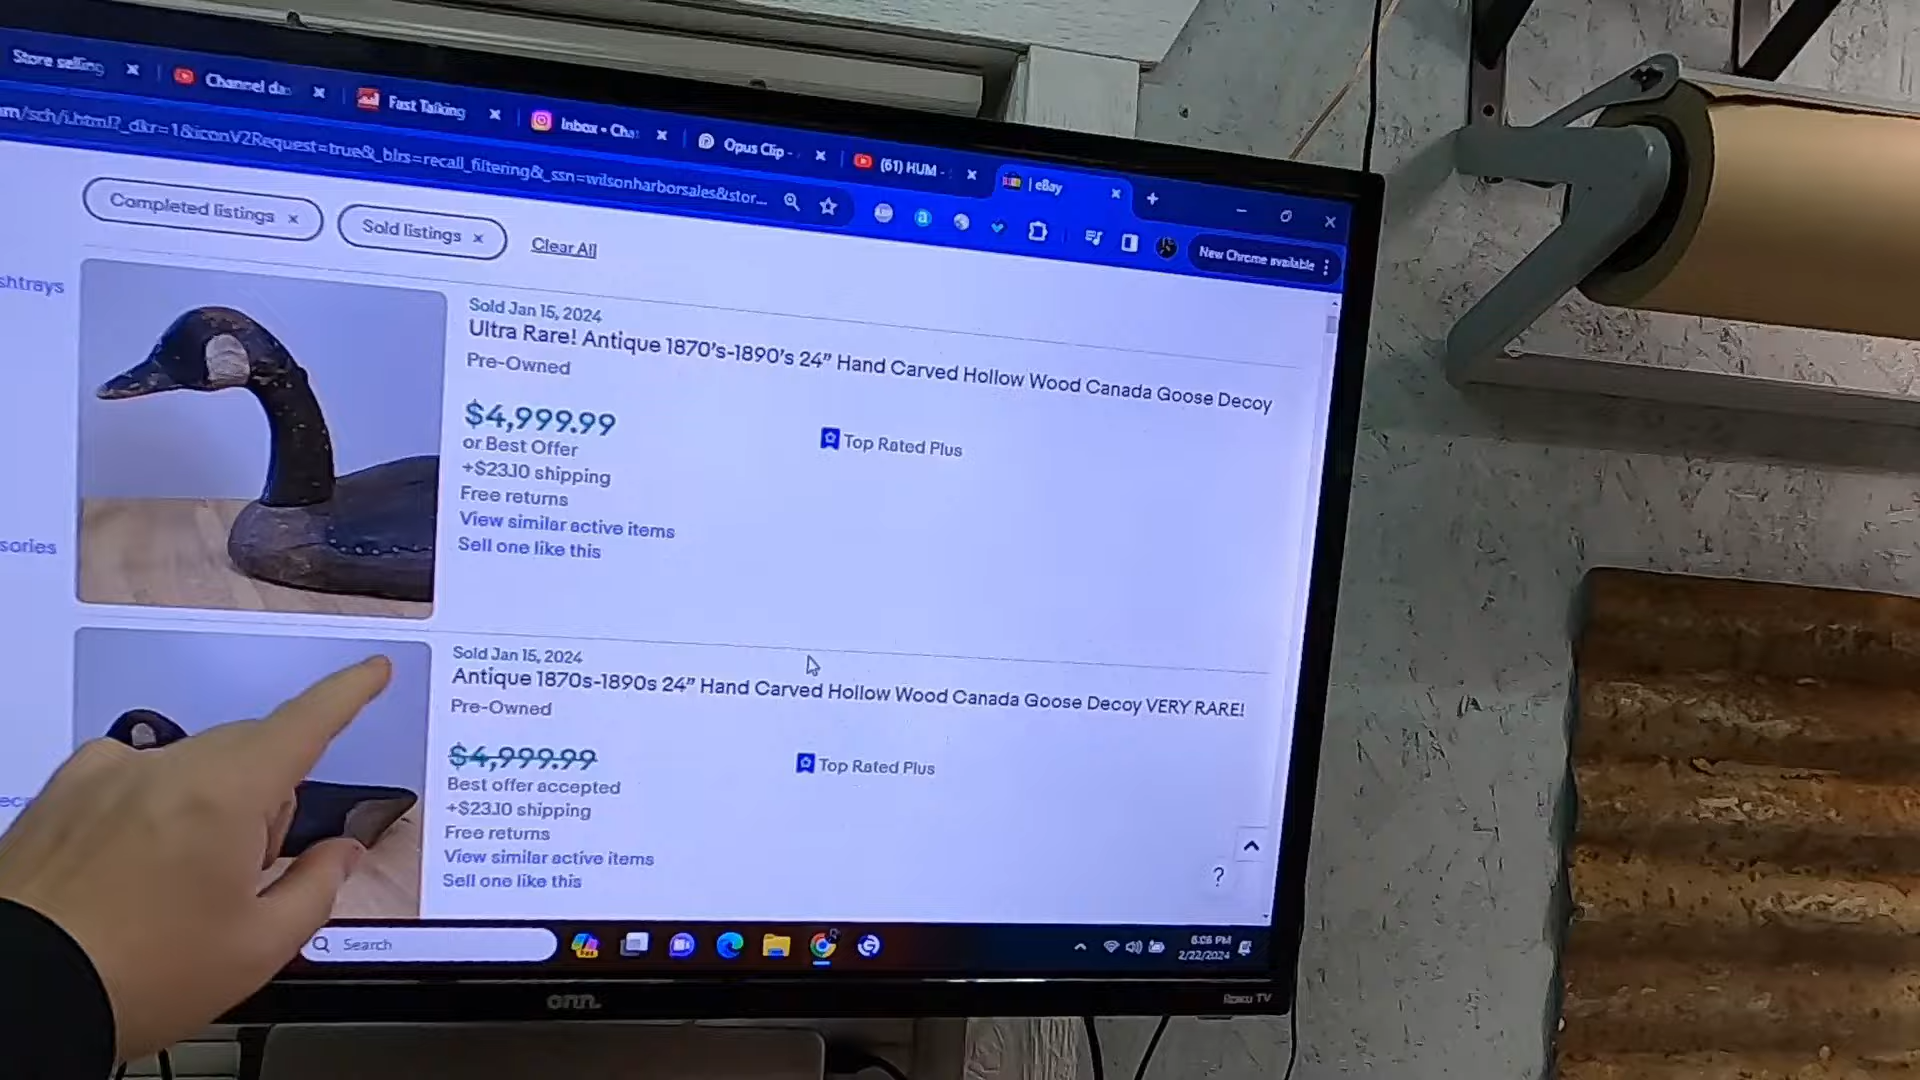 Store selling
Channel da
Fast Talking
Inbox • Cha
Opus Clip -
(61) HUM -
| eBay
m/sch/i.html?_dkr=1&iconV2Request=true&_blrs=recall_filtering&_ssn=wilsonharborsales&stor...
New Chrome available
Completed listings
Sold listings
Clear All
shtrays
sories
Sold Jan 15, 2024
Ultra Rare! Antique 1870's-1890's 24” Hand Carved Hollow Wood Canada Goose Decoy
Pre-Owned
$4,999.99
or Best Offer
+$23.10 shipping
Free returns
View similar active items
Sell one like this
Top Rated Plus
Sold Jan 15, 2024
Antique 1870s-1890s 24” Hand Carved Hollow Wood Canada Goose Decoy VERY RARE!
Pre-Owned
$4,999.99
Best offer accepted
+$23.10 shipping
Free returns
View similar active items
Sell one like this
Top Rated Plus
?
Search
2/22/2024
onn.
Roku TV